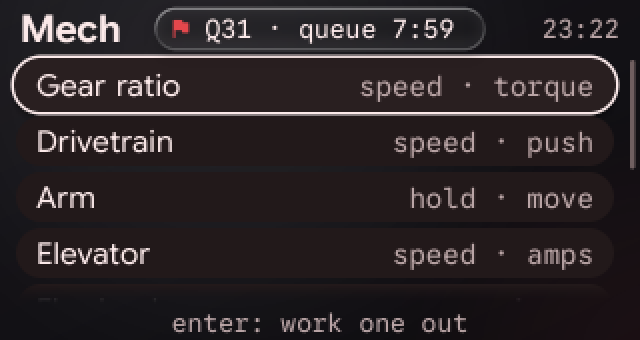 Mech Q31 · queue 7:59 23:22
Gear ratio speed · torque
Drivetrain speed · push
Arm hold · move
Elevator speed · amps
enter: work one out